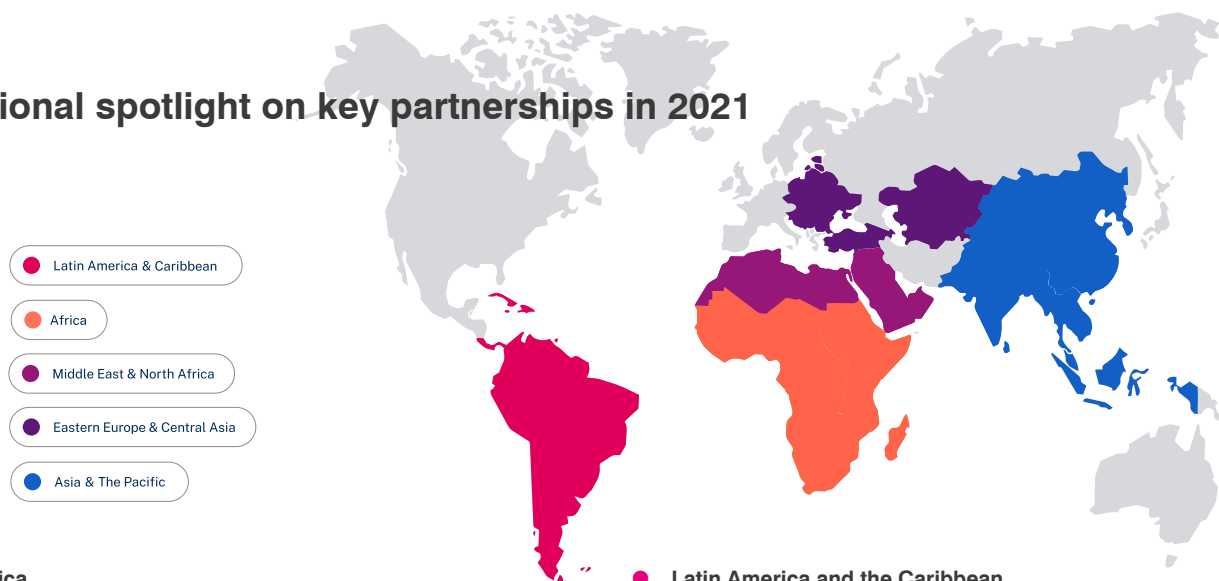 ional spotlight on key partnerships in 2021
Latin America & Caribbean
Africa
Middle East & North Africa
Eastern Europe & Central Asia
Asia & The Pacific
ica
Latin America and the Caribbean